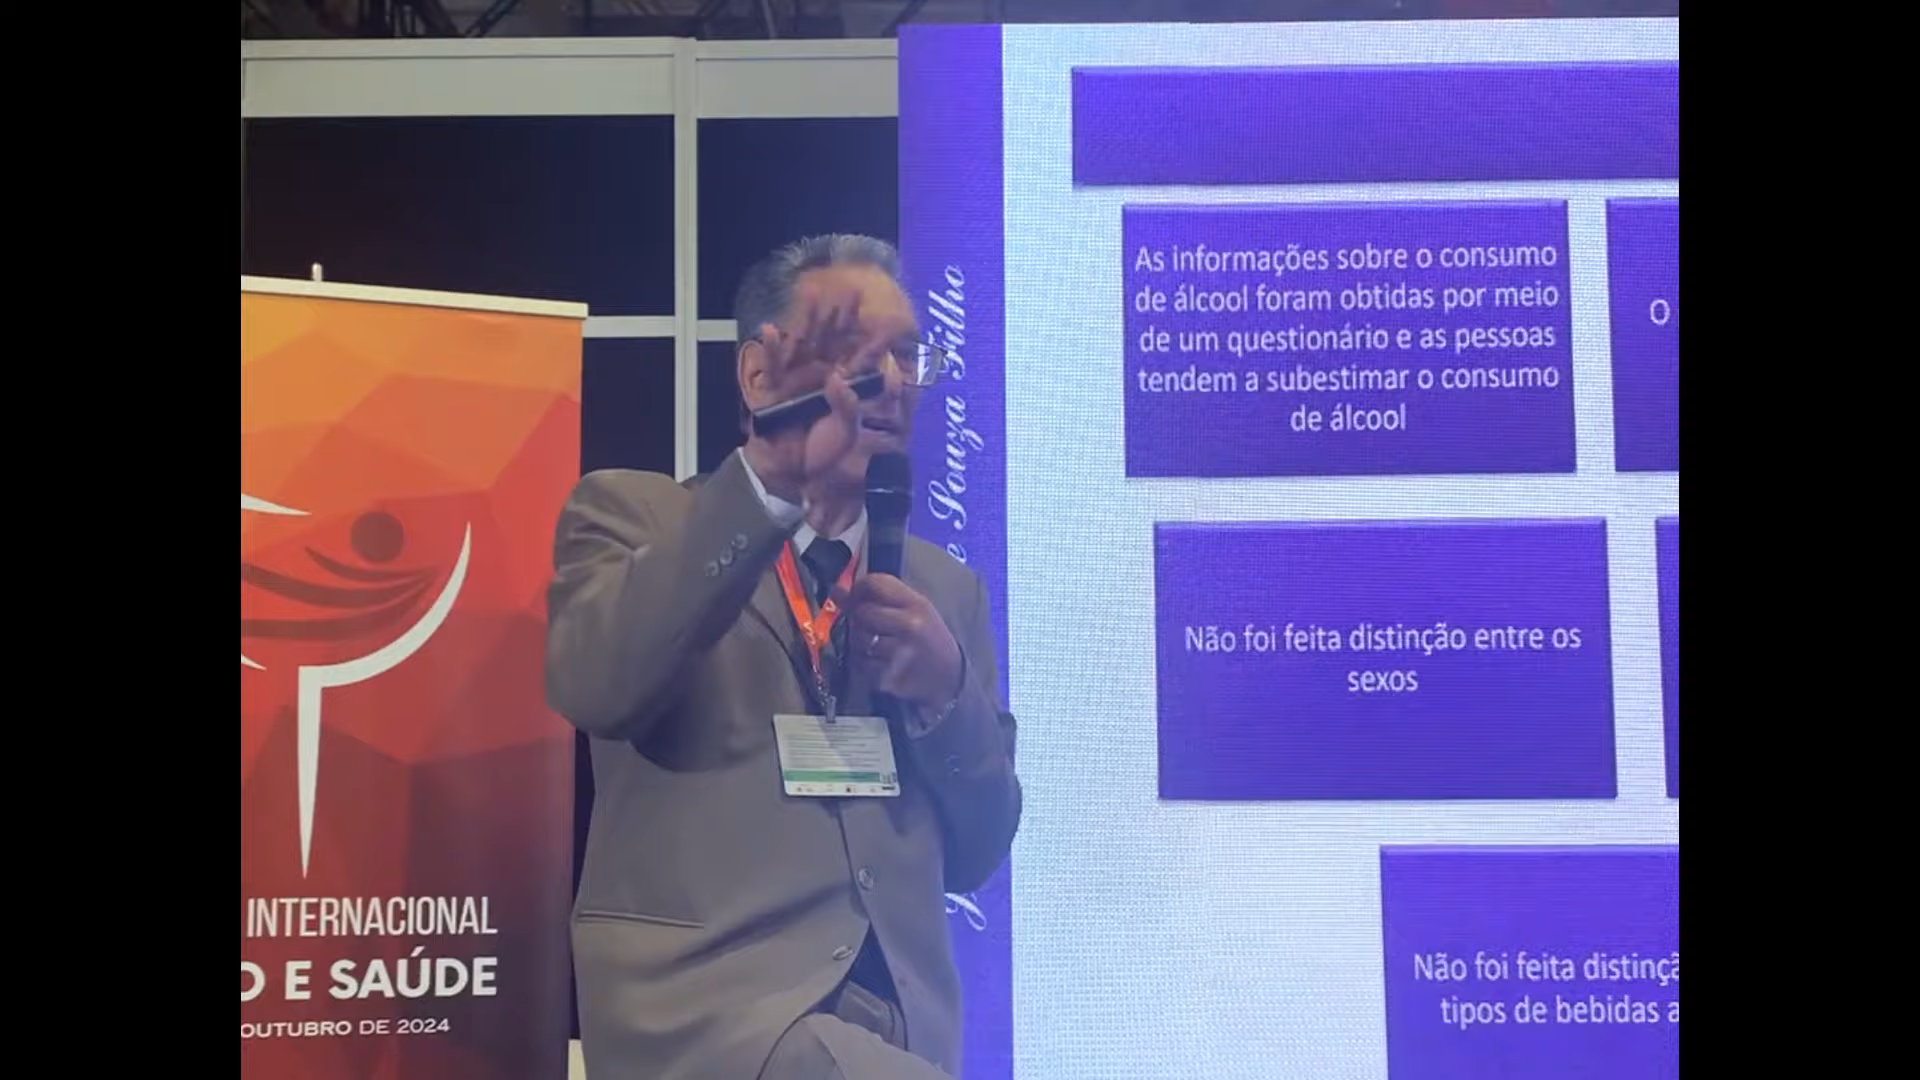 INTERNACIONAL
O E SAÚDE
OUTUBRO DE 2024
e Souza Filho
As informações sobre o consumo
de álcool foram obtidas por meio
de um questionário e as pessoas
tendem a subestimar o consumo
de álcool
O
Não foi feita distinção entre os
sexos
Não foi feita distinçã
tipos de bebidas a